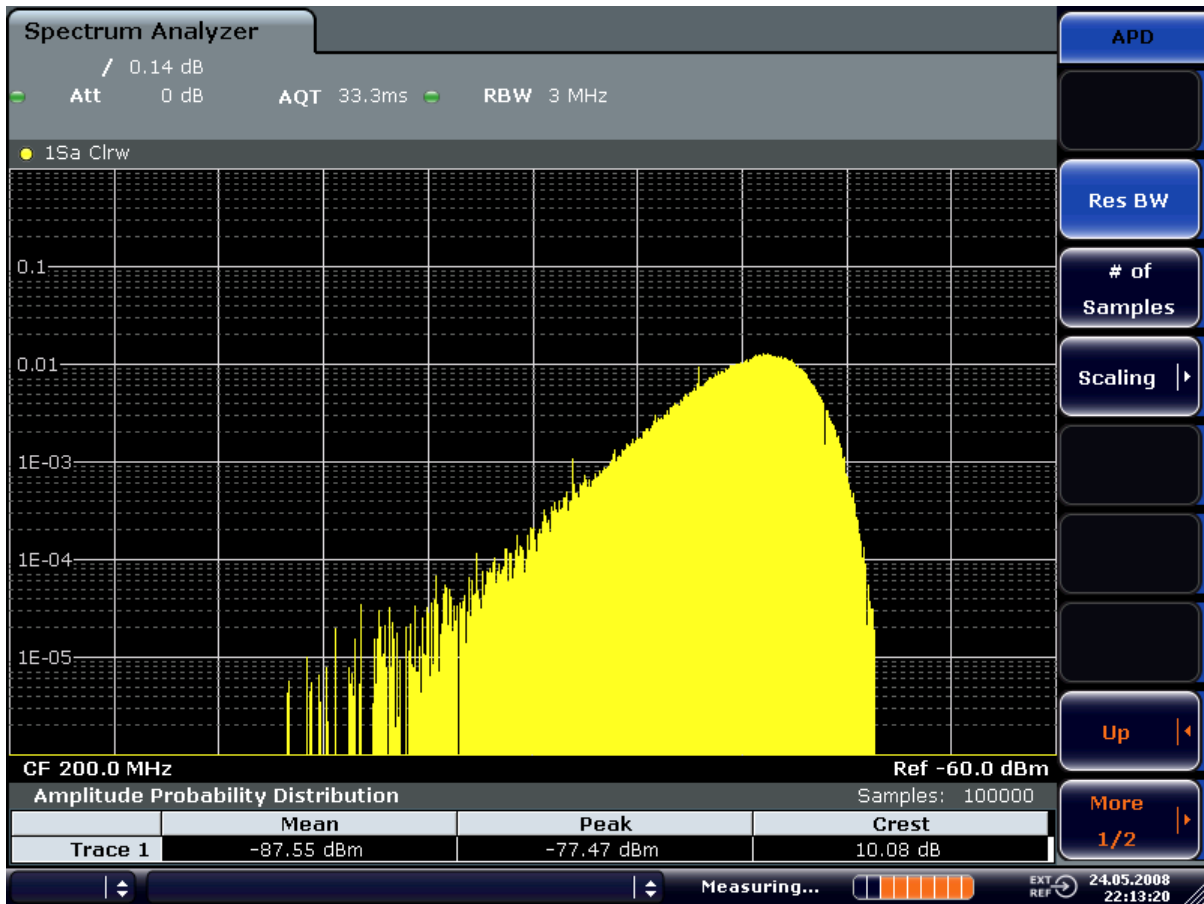 Spectrum Analyzer
/ 0.14 dB
Att 0 dB AQT 33.3ms RBW 3 MHz
1Sa Clrw
0.1
0.01
1E-03
1E-04
1E-05
CF 200.0 MHz Ref -60.0 dBm
Amplitude Probability Distribution Samples: 100000
Mean Peak Crest
Trace 1 -87.55 dBm -77.47 dBm 10.08 dB
Measuring... EXT REF 24.05.2008 22:13:20
APD
Res BW
# of
Samples
Scaling
Up
More
1/2